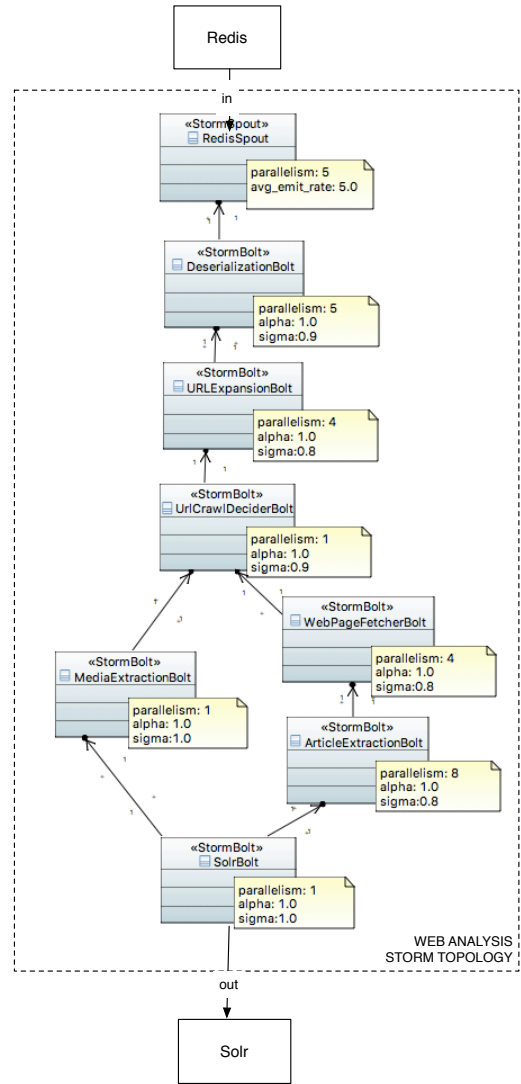 Redis
in
«StormSpout»
RedisSpout
parallelism: 5
avg_emit_rate: 5.0
«StormBolt»
DeserializationBolt
parallelism: 5
alpha: 1.0
sigma:0.9
«StormBolt»
URLExpansionBolt
parallelism: 4
alpha: 1.0
sigma:0.8
«StormBolt»
UrlCrawlDeciderBolt
parallelism: 1
alpha: 1.0
sigma:0.9
«StormBolt»
WebPageFetcherBolt
parallelism: 4
alpha: 1.0
sigma:0.8
«StormBolt»
MediaExtractionBolt
parallelism: 1
alpha: 1.0
sigma:1.0
«StormBolt»
ArticleExtractionBolt
parallelism: 8
alpha: 1.0
sigma:0.8
«StormBolt»
SolrBolt
parallelism: 1
alpha: 1.0
sigma:1.0
WEB ANALYSIS
STORM TOPOLOGY
out
Solr